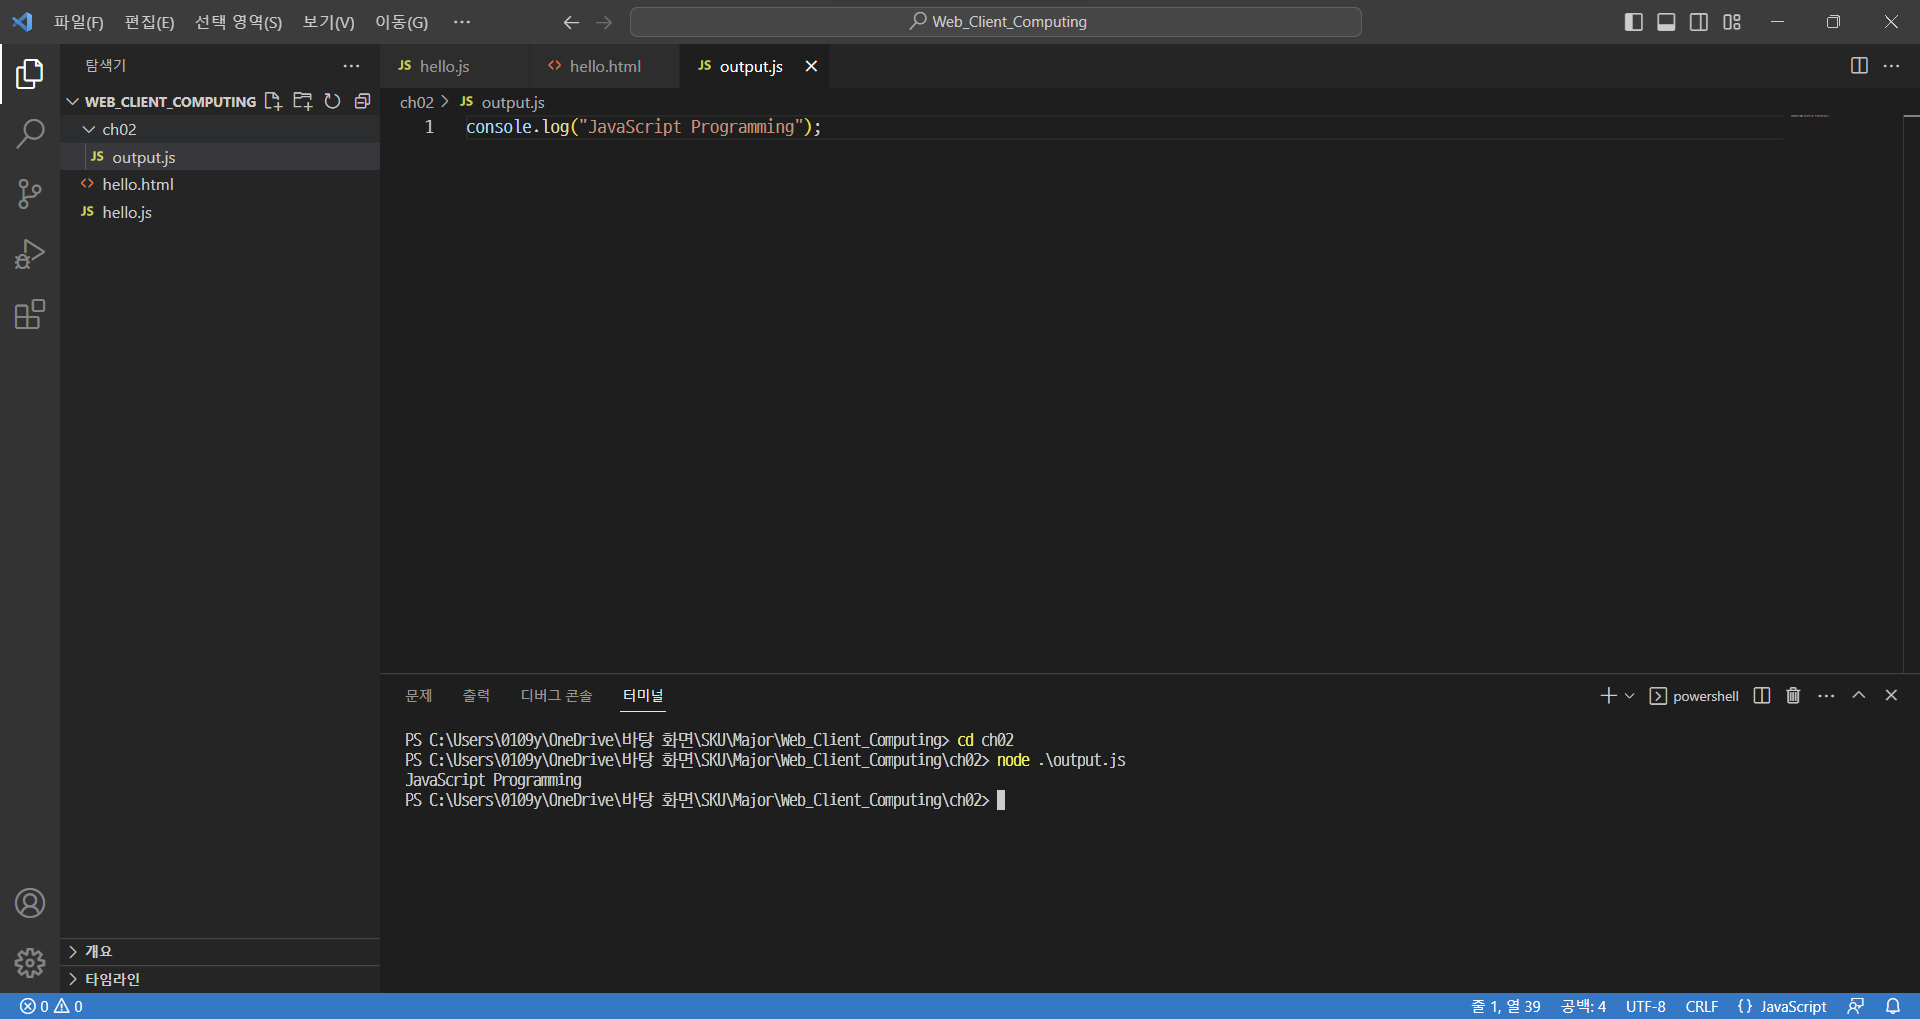 파일(F) 편집(E) 선택 영역(S) 보기(V) 이동(G) ··· Web_Client_Computing
탐색기
WEB_CLIENT_COMPUTING
ch02
JS output.js
<> hello.html
JS hello.js
개요
타임라인
JS hello.js <> hello.html JS output.js
ch02 > JS output.js
1 console.log("JavaScript Programming");
문제 출력 디버그 콘솔 터미널 powershell
PS C:\Users\0109y\OneDrive\바탕 화면\SKU\Major\Web_Client_Computing> cd ch02
PS C:\Users\0109y\OneDrive\바탕 화면\SKU\Major\Web_Client_Computing\ch02> node .\output.js
JavaScript Programming
PS C:\Users\0109y\OneDrive\바탕 화면\SKU\Major\Web_Client_Computing\ch02>
0 0 줄 1, 열 39 공백: 4 UTF-8 CRLF {} JavaScript